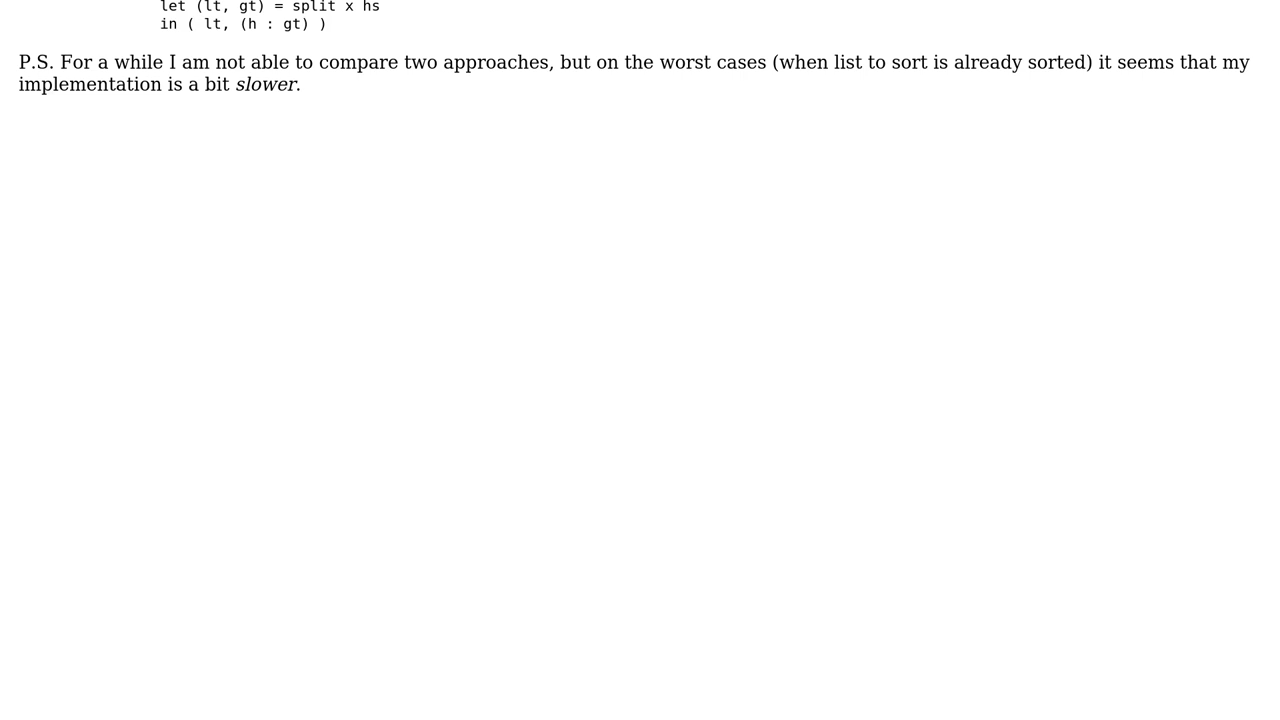 let (lt, gt) = split x hs
in ( lt, (h : gt) )
P.S. For a while I am not able to compare two approaches, but on the worst cases (when list to sort is already sorted) it seems that my
implementation is a bit slower.